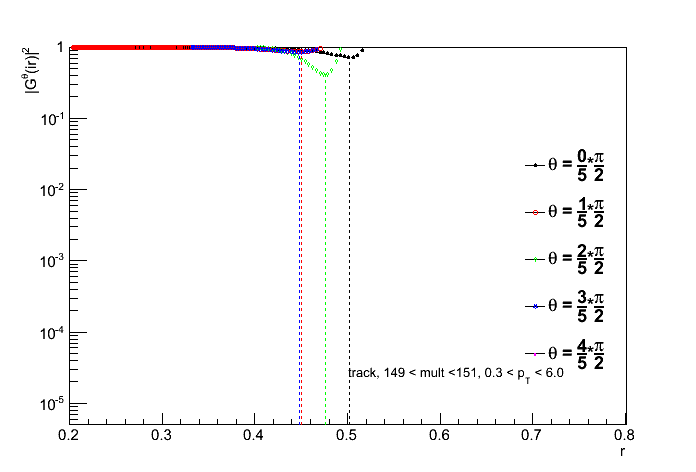 |G^θ(ir)|²
1
10⁻¹
10⁻²
10⁻³
10⁻⁴
10⁻⁵
θ = 0/5 * π/2
θ = 1/5 * π/2
θ = 2/5 * π/2
θ = 3/5 * π/2
θ = 4/5 * π/2
track, 149 < mult <151, 0.3 < p_T < 6.0
0.2 0.3 0.4 0.5 0.6 0.7 0.8
r